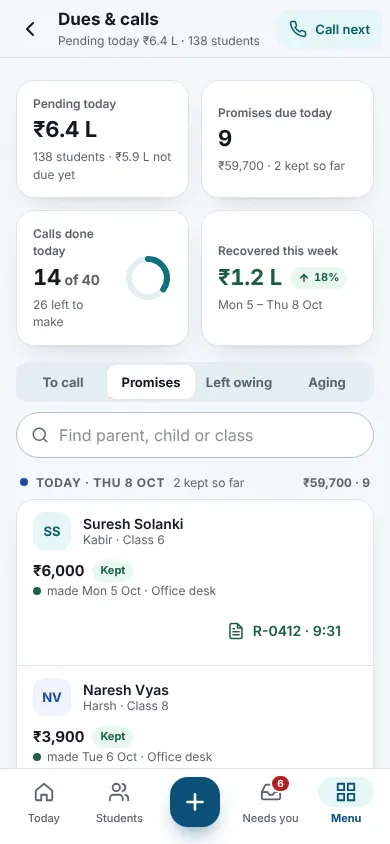 Dues & calls
Pending today ₹6.4 L · 138 students
Call next
Pending today
₹6.4 L
138 students · ₹5.9 L not
due yet
Promises due today
9
₹59,700 · 2 kept so far
Calls done
today
14 of 40
26 left to
make
Recovered this week
₹1.2 L ↑ 18%
Mon 5 – Thu 8 Oct
To call Promises Left owing Aging
Find parent, child or class
TODAY · THU 8 OCT 2 kept so far ₹59,700 · 9
SS
Suresh Solanki
Kabir · Class 6
₹6,000 Kept
made Mon 5 Oct · Office desk
R-0412 · 9:31
NV
Naresh Vyas
Harsh · Class 8
₹3,900 Kept
made Tue 6 Oct · Office desk
6
Today Students Needs you Menu